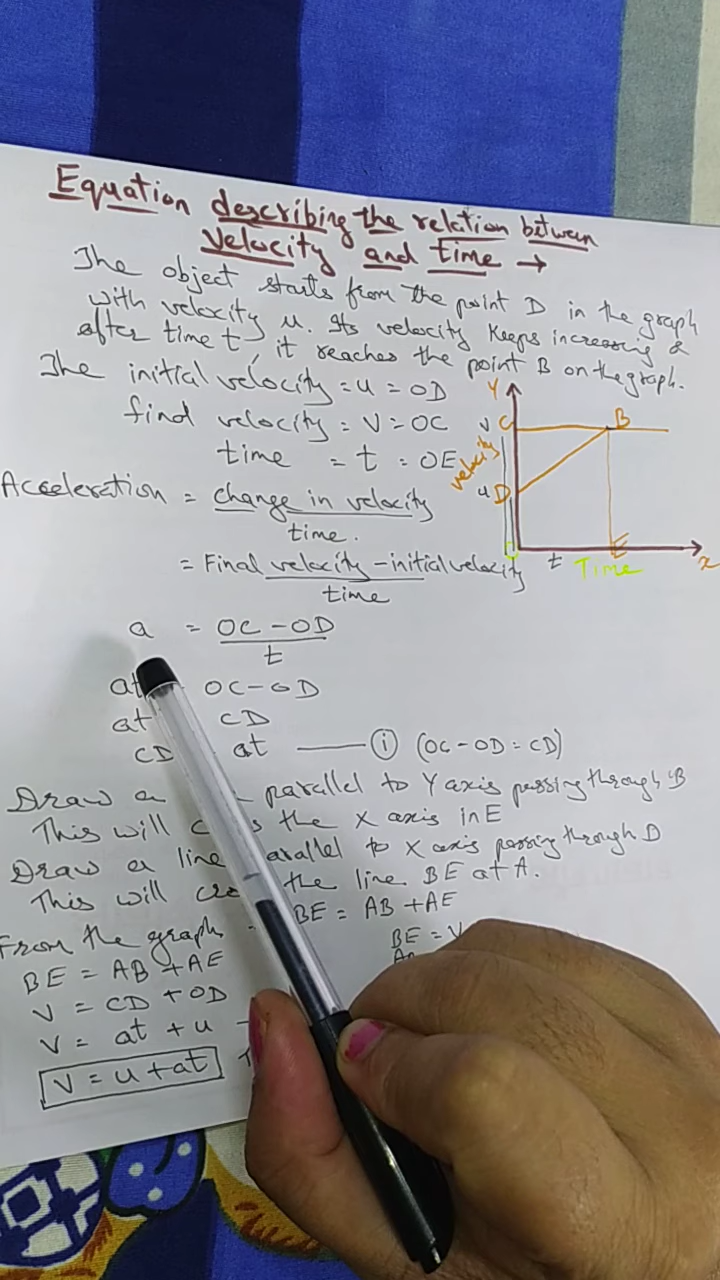 Equation describing the relation between
Velocity and time →
The object starts from the point D in the graph
with velocity u. Its velocity keeps increasing &
after time t, it reaches the point B on the graph.
The initial velocity = u = OD
find velocity = V = OC
time = t = OE
Acceleration = change in velocity
time.
= Final velocity - initial velocity
time
a = OC - OD
t
at OC - OD
at CD
CD at —— (i) (OC - OD = CD)
Draw a parallel to Y axis passing through B
This will the X axis in E
Draw a line parallel to X axis passing through D
This will the line BE at A.
From the graph BE = AB + AE
BE = AB + AE
BE = V
V = CD + OD
V = at + u
V = u + at
Y
V C B
velocity
u D
t E
Time x